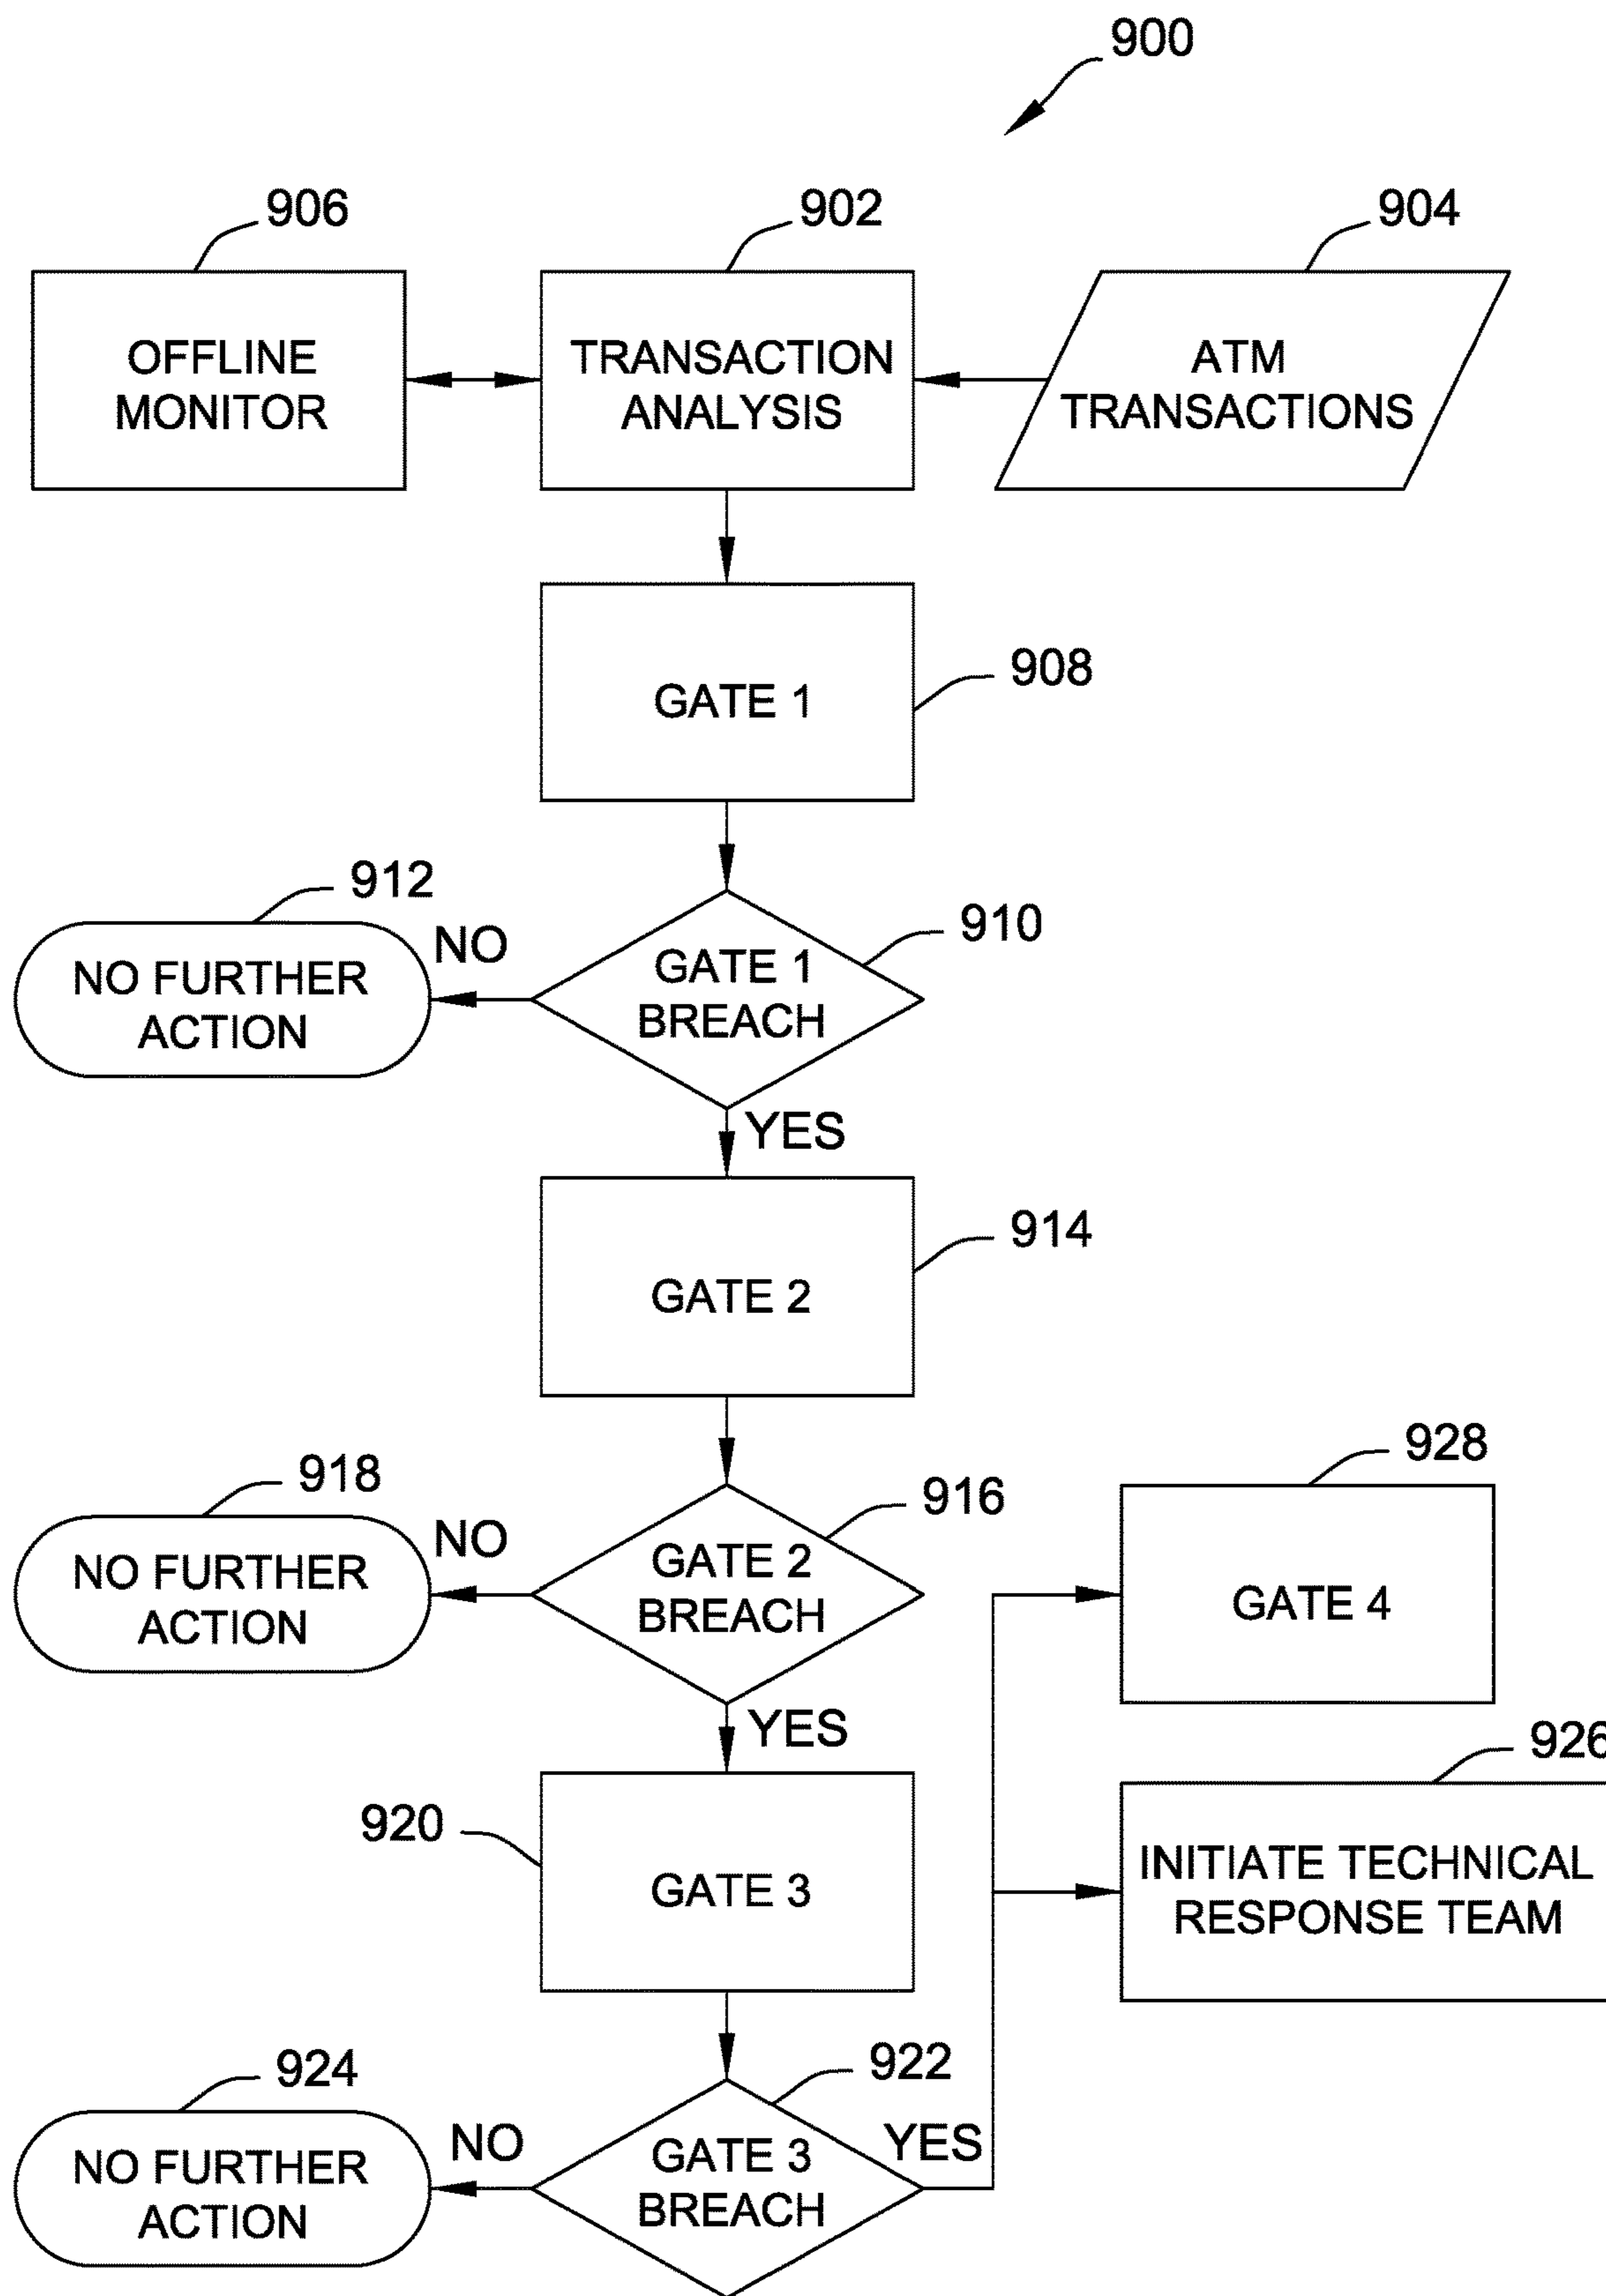 900
906
902
904
OFFLINE
MONITOR
TRANSACTION
ANALYSIS
ATM
TRANSACTIONS
908
GATE 1
912
910
NO
NO FURTHER
ACTION
GATE 1
BREACH
YES
914
GATE 2
928
918
916
NO
NO FURTHER
ACTION
GATE 2
BREACH
GATE 4
YES
926
920
GATE 3
INITIATE TECHNICAL
RESPONSE TEAM
924
922
NO
YES
NO FURTHER
ACTION
GATE 3
BREACH